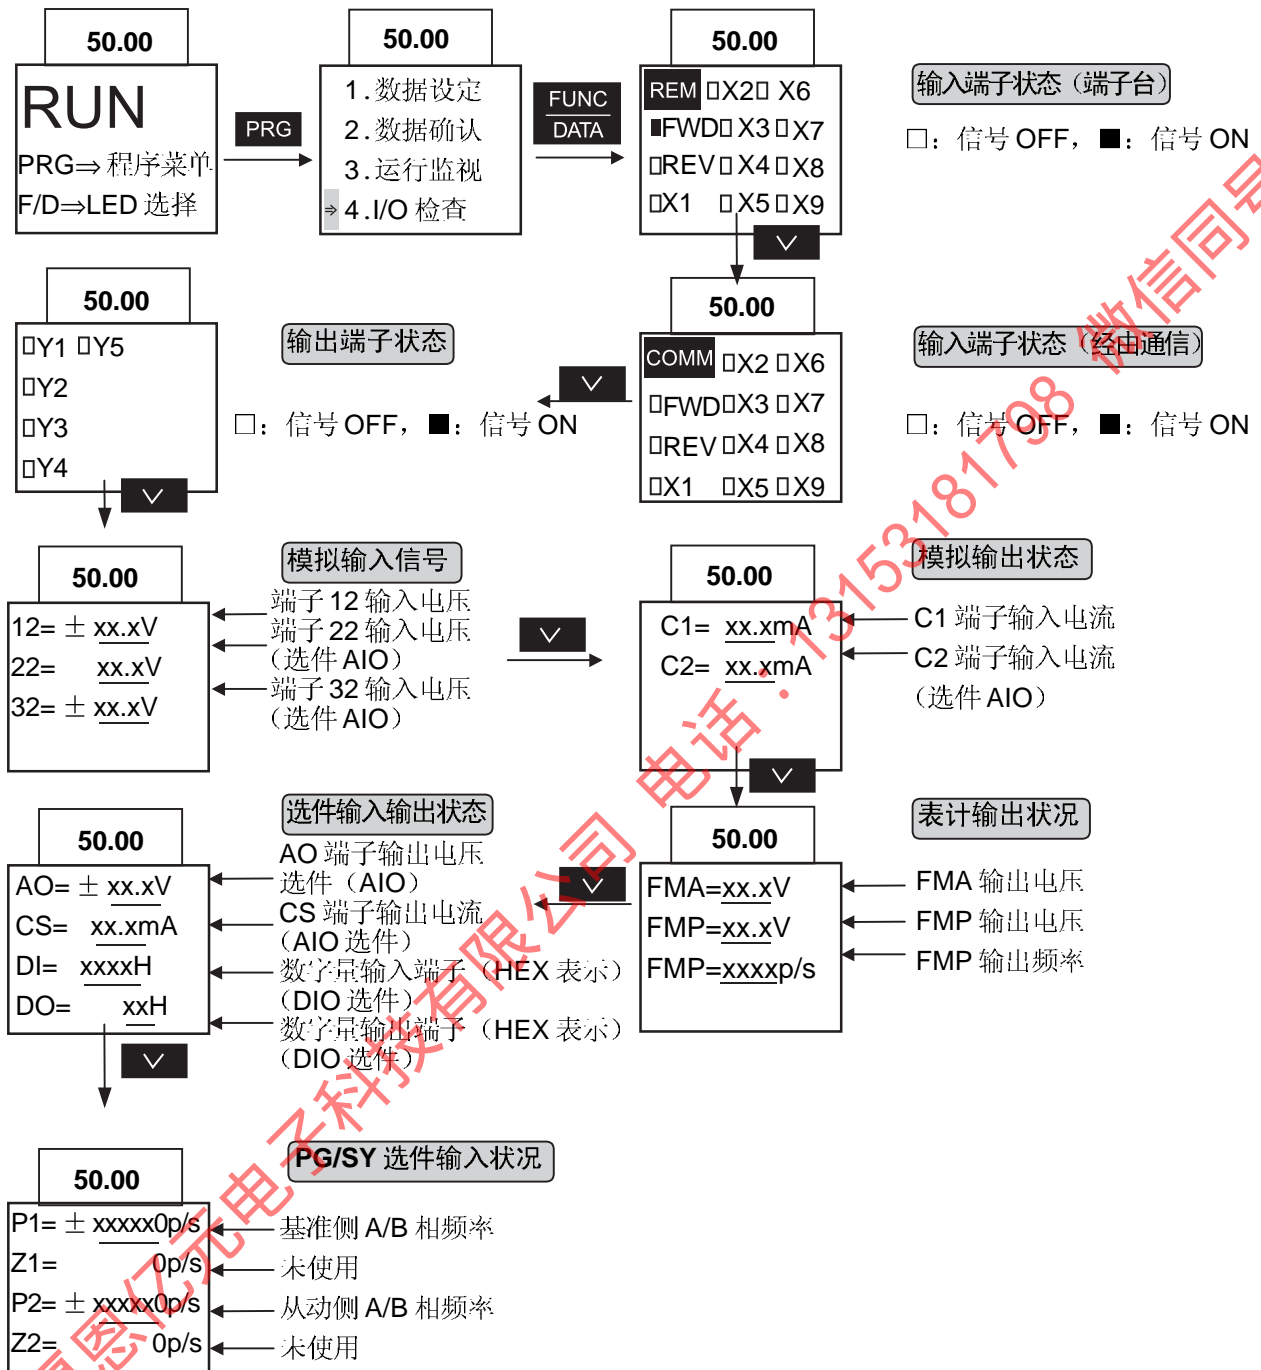 50.00
RUN
PRG⇒程序菜单
F/D⇒LED 选择
PRG
50.00
1.数据设定
2.数据确认
3.运行监视
⇒ 4.I/O 检查
FUNC
DATA
50.00
REM □X2□ X6
■FWD□ X3 □X7
□REV□ X4 □X8
□X1 □X5 □X9
输入端子状态（端子台）
□：信号 OFF，■：信号 ON
∨
50.00
COMM □X2 □X6
□FWD□X3 □X7
□REV □X4 □X8
□X1 □X5 □X9
输入端子状态（经由通信）
□：信号 OFF，■：信号 ON
∨
50.00
□Y1 □Y5
□Y2
□Y3
□Y4
输出端子状态
□：信号 OFF，■：信号 ON
∨
50.00
12= ± xx.xV
22= xx.xV
32= ± xx.xV
模拟输入信号
端子 12 输入电压
端子 22 输入电压
（选件 AIO）
端子 32 输入电压
（选件 AIO）
∨
50.00
C1= xx.xmA
C2= xx.xmA
模拟输出状态
C1 端子输入电流
C2 端子输入电流
（选件 AIO）
∨
50.00
FMA=xx.xV
FMP=xx.xV
FMP=xxxxp/s
表计输出状况
FMA 输出电压
FMP 输出电压
FMP 输出频率
∨
50.00
AO= ± xx.xV
CS= xx.xmA
DI= xxxxH
DO= xxH
选件输入输出状态
AO 端子输出电压
选件（AIO）
CS 端子输出电流
（AIO 选件）
数字量输入端子（HEX 表示）
（DIO 选件）
数字量输出端子（HEX 表示）
（DIO 选件）
∨
50.00
P1= ± xxxxx0p/s
Z1= 0p/s
P2= ± xxxxx0p/s
Z2= 0p/s
PG/SY 选件输入状况
基准侧 A/B 相频率
未使用
从动侧 A/B 相频率
未使用
恩亿元电子科技有限公司 电话：13153181798 微信同号